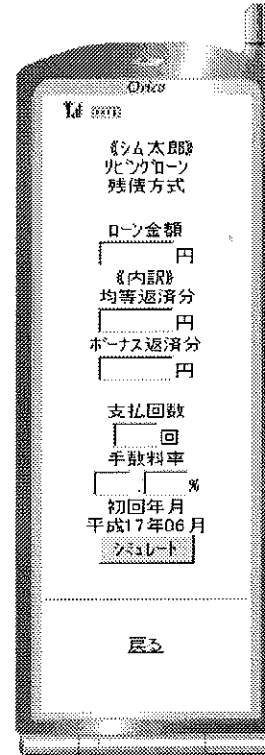 Orico
《シム太郎》
リビングローン
残債方式
ローン金額
円
《内訳》
均等返済分
円
ボーナス返済分
円
支払回数
回
手数料率
. %
初回年月
平成17年06月
シミュレート
戻る